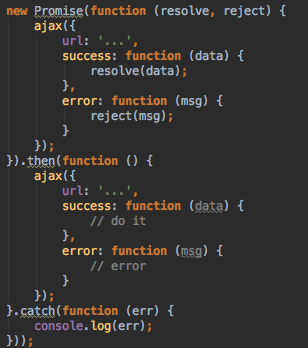 new Promise(function (resolve, reject) {
    ajax({
        url: '...',
        success: function (data) {
            resolve(data);
        },
        error: function (msg) {
            reject(msg);
        }
    });
}).then(function () {
    ajax({
        url: '...',
        success: function (data) {
            // do it
        },
        error: function (msg) {
            // error
        }
    });
}.catch(function (err) {
    console.log(err);
}));